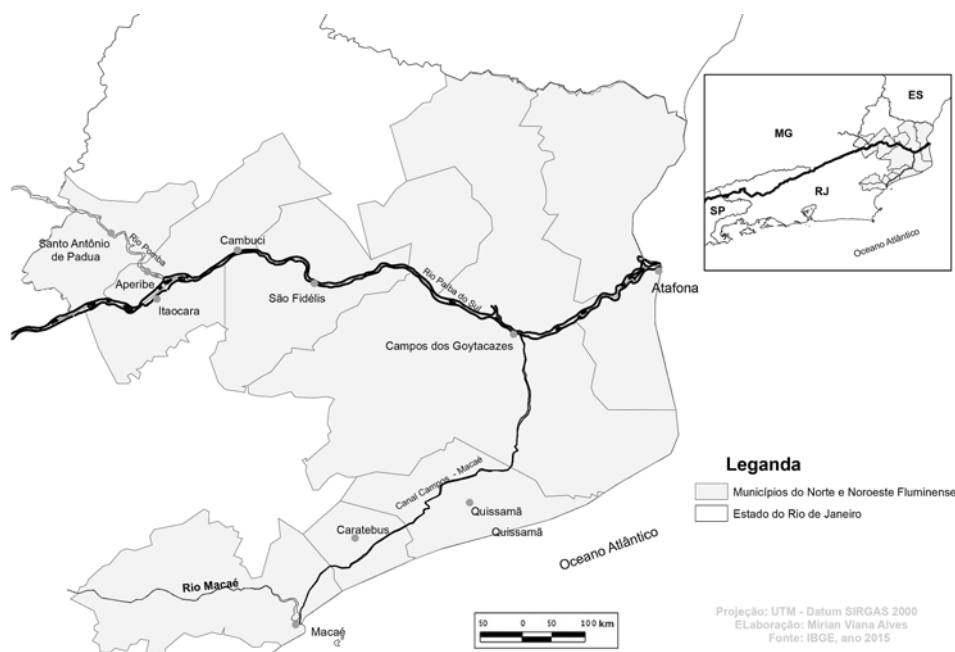 ES
MG
RJ
SP
Oceano Atlântico
Santo Antônio
de Padua
Rio Pomba
Cambuci
Aperibe
Itaocara
São Fidélis
Rio Paíba do Sul
Atafona
Campos dos Goytacazes
Canal Campos - Macaé
Quissamã
Quissamã
Caratebus
Oceano Atlântico
Rio Macaé
Macaé
Leganda
Municípios do Norte e Noroeste Fluminense
Estado do Rio de Janeiro
50 0 50 100 km
Projeção: UTM - Datum SIRGAS 2000
ELaboração: Mirian Viana Alves
Fonte: IBGE, ano 2015